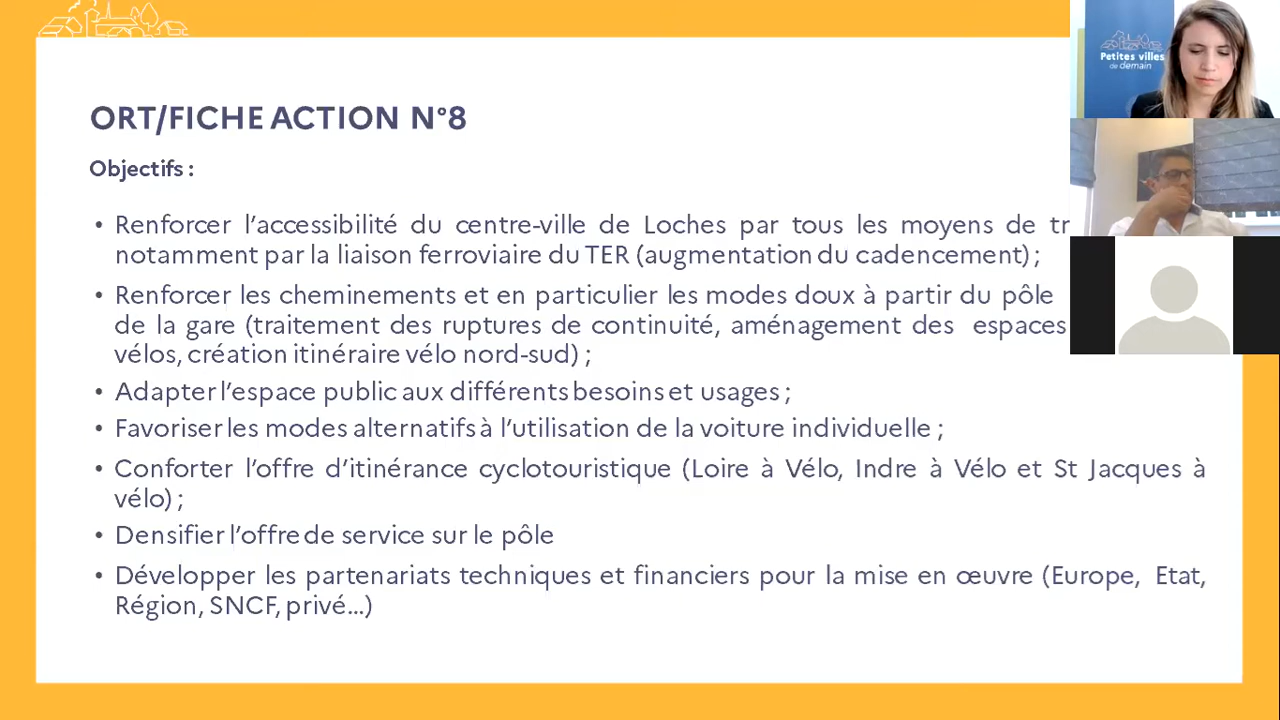 ORT/FICHE ACTION N°8
Objectifs :
• Renforcer l’accessibilité du centre-ville de Loches par tous les moyens de
notamment par la liaison ferroviaire du TER (augmentation du cadencement) ;
• Renforcer les cheminements et en particulier les modes doux à partir du pôle
de la gare (traitement des ruptures de continuité, aménagement des espaces
vélos, création itinéraire vélo nord-sud) ;
• Adapter l’espace public aux différents besoins et usages ;
• Favoriser les modes alternatifs à l’utilisation de la voiture individuelle ;
• Conforter l’offre d’itinérance cyclotouristique (Loire à Vélo, Indre à Vélo et St Jacques à
vélo) ;
• Densifier l’offre de service sur le pôle
• Développer les partenariats techniques et financiers pour la mise en œuvre (Europe, Etat,
Région, SNCF, privé…)
Petites villes
de demain